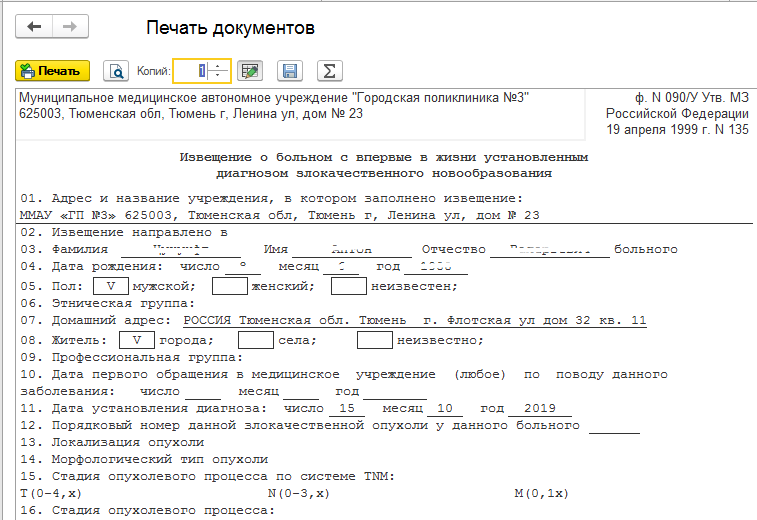 Печать документов
Печать Копий: 1
Муниципальное медицинское автономное учреждение "Городская поликлиника №3"
625003, Тюменская обл, Тюмень г, Ленина ул, дом № 23
ф. N 090/У Утв. МЗ
Российской Федерации
19 апреля 1999 г. N 135
Извещение о больном с впервые в жизни установленным
диагнозом злокачественного новообразования
01. Адрес и название учреждения, в котором заполнено извещение:
ММАУ «ГП №3» 625003, Тюменская обл, Тюмень г, Ленина ул, дом № 23
02. Извещение направлено в
03. Фамилия Имя Отчество больного
04. Дата рождения: число месяц год
05. Пол: V мужской; женский; неизвестен;
06. Этническая группа:
07. Домашний адрес: РОССИЯ Тюменская обл. Тюмень г. Флотская ул дом 32 кв. 11
08. Житель: V города; села; неизвестно;
09. Профессиональная группа:
10. Дата первого обращения в медицинское учреждение (любое) по поводу данного
заболевания: число месяц год
11. Дата установления диагноза: число 15 месяц 10 год 2019
12. Порядковый номер данной злокачественной опухоли у данного больного
13. Локализация опухоли
14. Морфологический тип опухоли
15. Стадия опухолевого процесса по системе TNM:
T(0-4,x) N(0-3,x) M(0,1x)
16. Стадия опухолевого процесса: